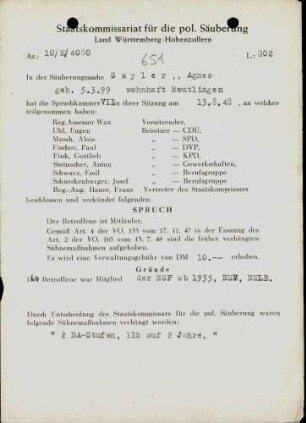 Staatskommissariat für die pol. Säuberung
Land Württemberg-Hohenzollern
Az.: 10/R/4080
L: 802
651
In der Säuberungssache Sayler,, Agnes
geb. 5.3.99 wohnhaft Reutlingen
hat die Spruchkammer VII in ihrer Sitzung am 13.8.48, an welcher
teilgenommen haben:
Reg.Assessor Wax Vorsitzender,
Uhl, Eugen Beisitzer — CDU,
Mauch, Alois „ — SPD,
Fischer, Paul „ — DVP,
Fink, Gottlieb „ — KPD,
Steinacher, Anton „ — Gewerkschaften,
Schwarz, Emil „ — Berufsgruppe
Schneckenburger, Josef „ — Berufsgruppe
Reg.-Ang. Hauer, Franz Vertreter des Staatskommissars
beschlossen und verkündet folgenden
SPRUCH
Der Betroffene ist Mitläufer.
Gemäß Art. 4 der VO. 133 vom 17. 11. 47 in der Fassung des
Art. 2 der VO. 165 vom 13. 7. 48 sind die früher verhängten
Sühnemaßnahmen aufgehoben.
Es wird eine Verwaltungsgebühr von DM 10.—— erhoben.
Gründe
Die Betroffene war Mitglied der NSF ab 1935, NSV, NSLB.
Durch Entscheidung des Staatskommissars für die pol. Säuberung waren
folgende Sühnemaßnahmen verhängt worden:
" 2 DA-Stufen, 11b auf 2 Jahre, "